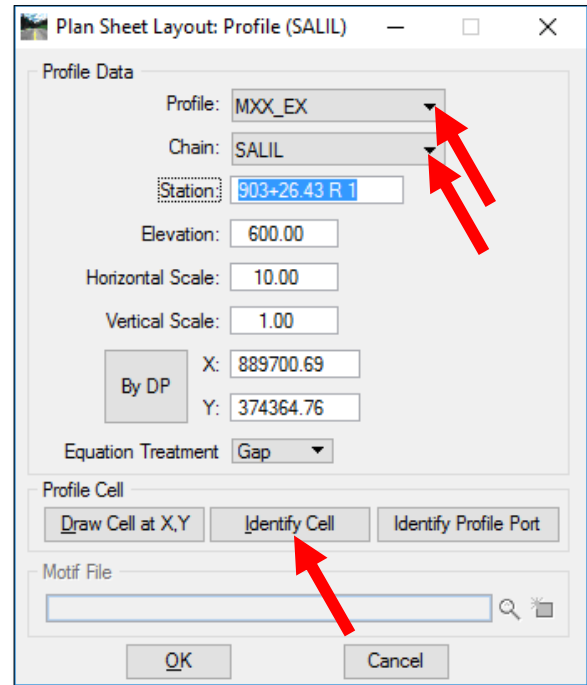 Plan Sheet Layout: Profile (SALIL)
Profile Data
Profile: MXX_EX
Chain: SALIL
Station: 903+26.43 R 1
Elevation: 600.00
Horizontal Scale: 10.00
Vertical Scale: 1.00
By DP
X: 889700.69
Y: 374364.76
Equation Treatment Gap
Profile Cell
Draw Cell at X,Y Identify Cell Identify Profile Port
Motif File
OK Cancel